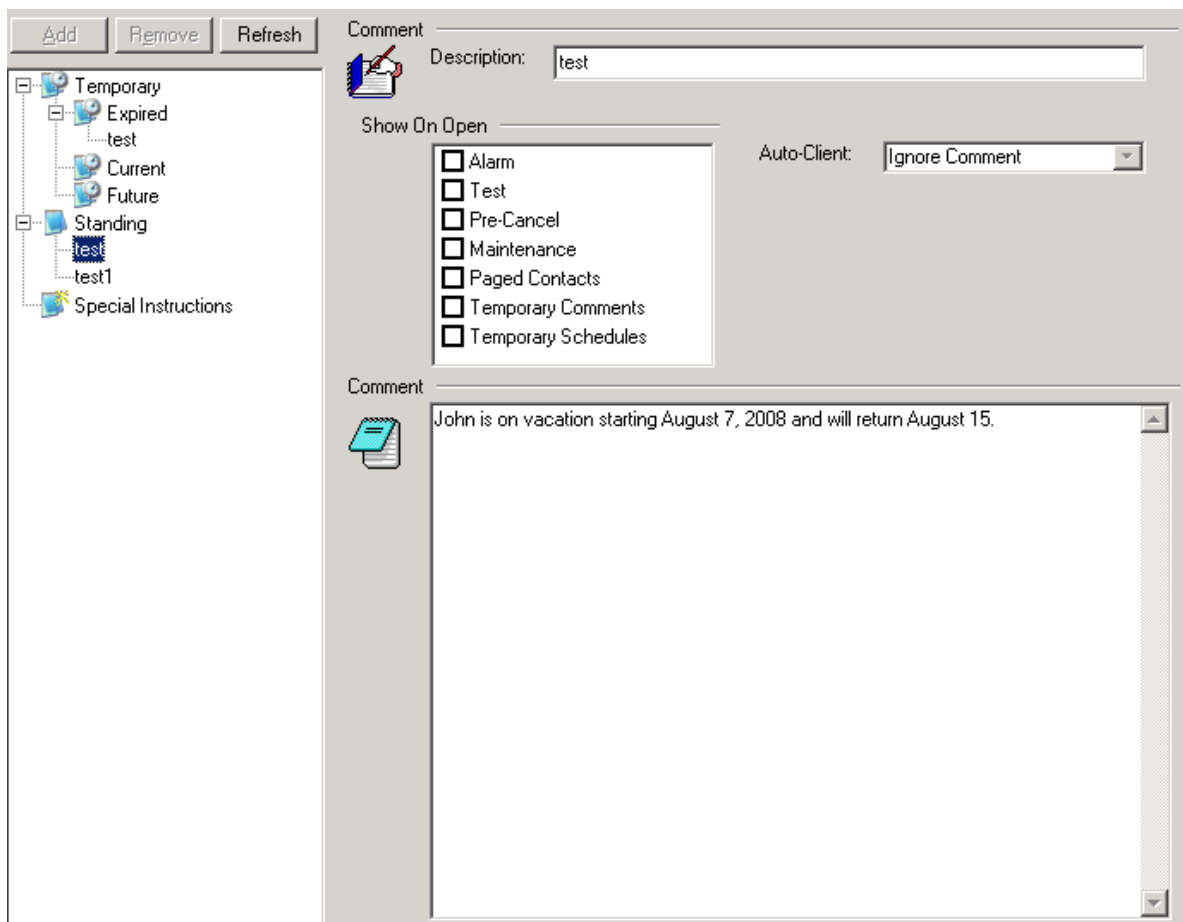 Add Remove Refresh
Temporary
Expired
test
Current
Future
Standing
test
test1
Special Instructions
Comment
Description: test
Show On Open
Alarm
Test
Pre-Cancel
Maintenance
Paged Contacts
Temporary Comments
Temporary Schedules
Auto-Client: Ignore Comment
Comment
John is on vacation starting August 7, 2008 and will return August 15.